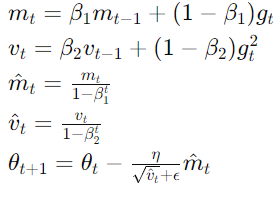 m_t = β_1 m_{t−1} + (1 − β_1) g_t
v_t = β_2 v_{t−1} + (1 − β_2) g_t^2
\hat{m}_t = \frac{m_t}{1−β_1^t}
\hat{v}_t = \frac{v_t}{1−β_2^t}
θ_{t+1} = θ_t − \frac{η}{\sqrt{\hat{v}_t}+ϵ} \hat{m}_t